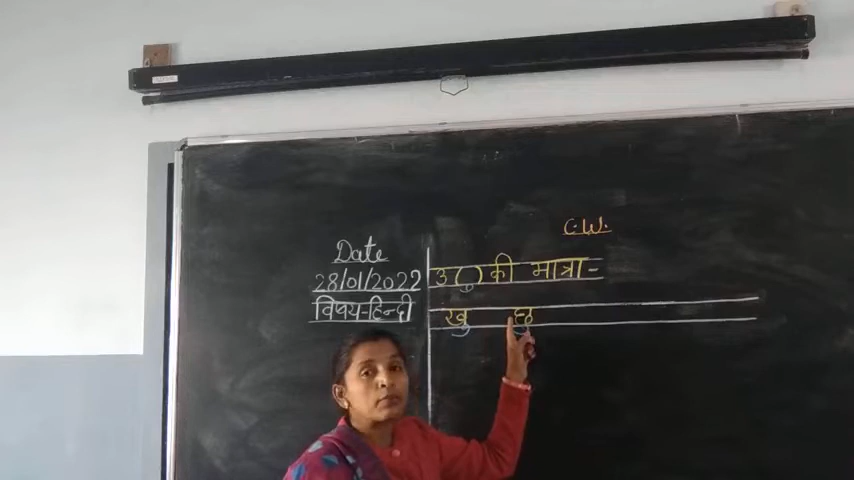 C.W.
Date
28/01/2022
विषय-हिन्दी
उ( ु) की मात्रा-
खु छु